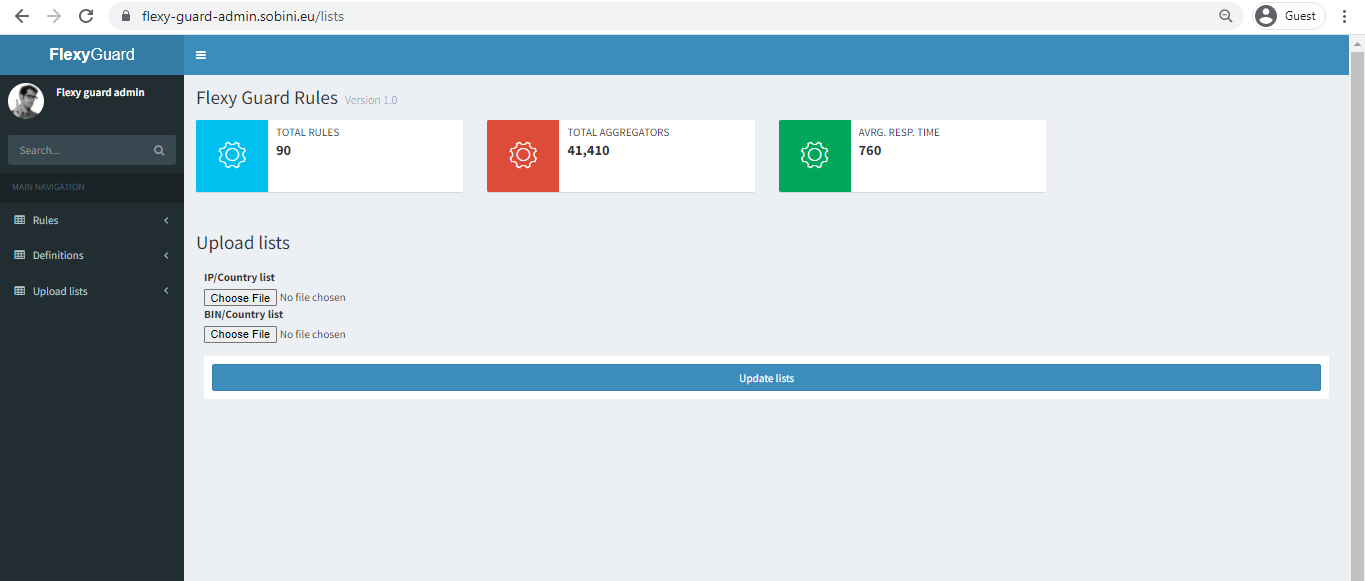 flexy-guard-admin.sobini.eu/lists
Guest
FlexyGuard
Flexy guard admin
Search...
MAIN NAVIGATION
Rules
Definitions
Upload lists
Flexy Guard Rules Version 1.0
TOTAL RULES
90
TOTAL AGGREGATORS
41,410
AVRG. RESP. TIME
760
Upload lists
IP/Country list
Choose File No file chosen
BIN/Country list
Choose File No file chosen
Update lists